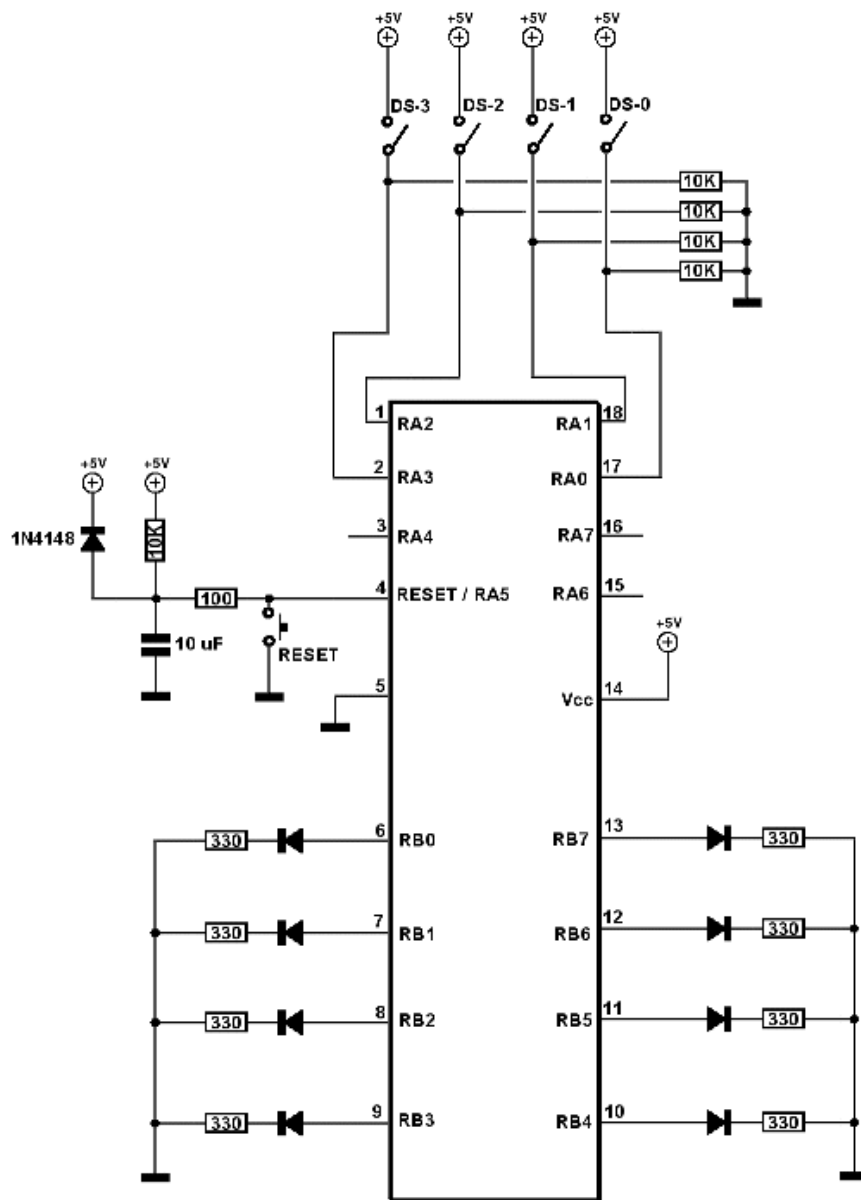 +5V +5V +5V +5V
DS-3 DS-2 DS-1 DS-0
10K
10K
10K
10K
1 RA2 RA1 18
2 RA3 RA0 17
+5V +5V
1N4148 10K
3 RA4 RA7 16
100 4 RESET / RA5 RA6 15
10 uF RESET
+5V
5 Vcc 14
330 6 RB0 RB7 13 330
330 7 RB1 RB6 12 330
330 8 RB2 RB5 11 330
330 9 RB3 RB4 10 330